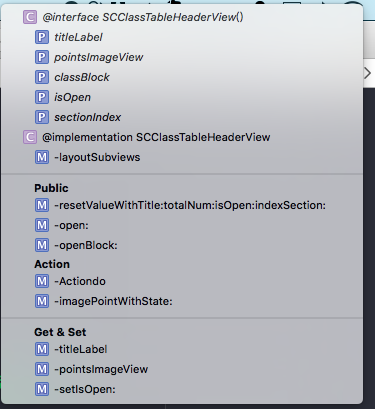 C @interface SCClassTableHeaderView()
P titleLabel
P pointsImageView
P classBlock
P isOpen
P sectionIndex
C @implementation SCClassTableHeaderView
M -layoutSubviews
Public
M -resetValueWithTitle:totalNum:isOpen:indexSection:
M -open:
M -openBlock:
Action
M -Actiondo
M -imagePointWithState:
Get & Set
M -titleLabel
M -pointsImageView
M -setIsOpen: